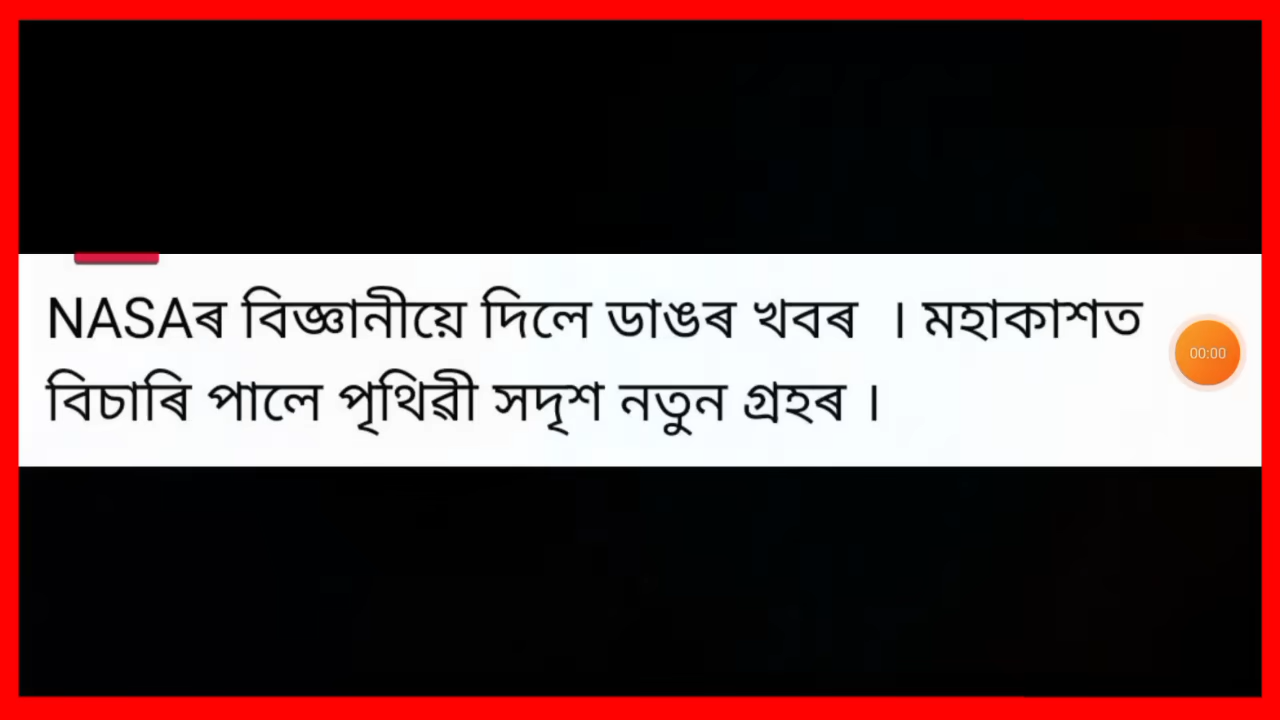 NASAৰ বিজ্ঞানীয়ে দিলে ডাঙৰ খবৰ । মহাকাশত
বিচাৰি পালে পৃথিৱী সদৃশ নতুন গ্ৰহৰ ।
00:00